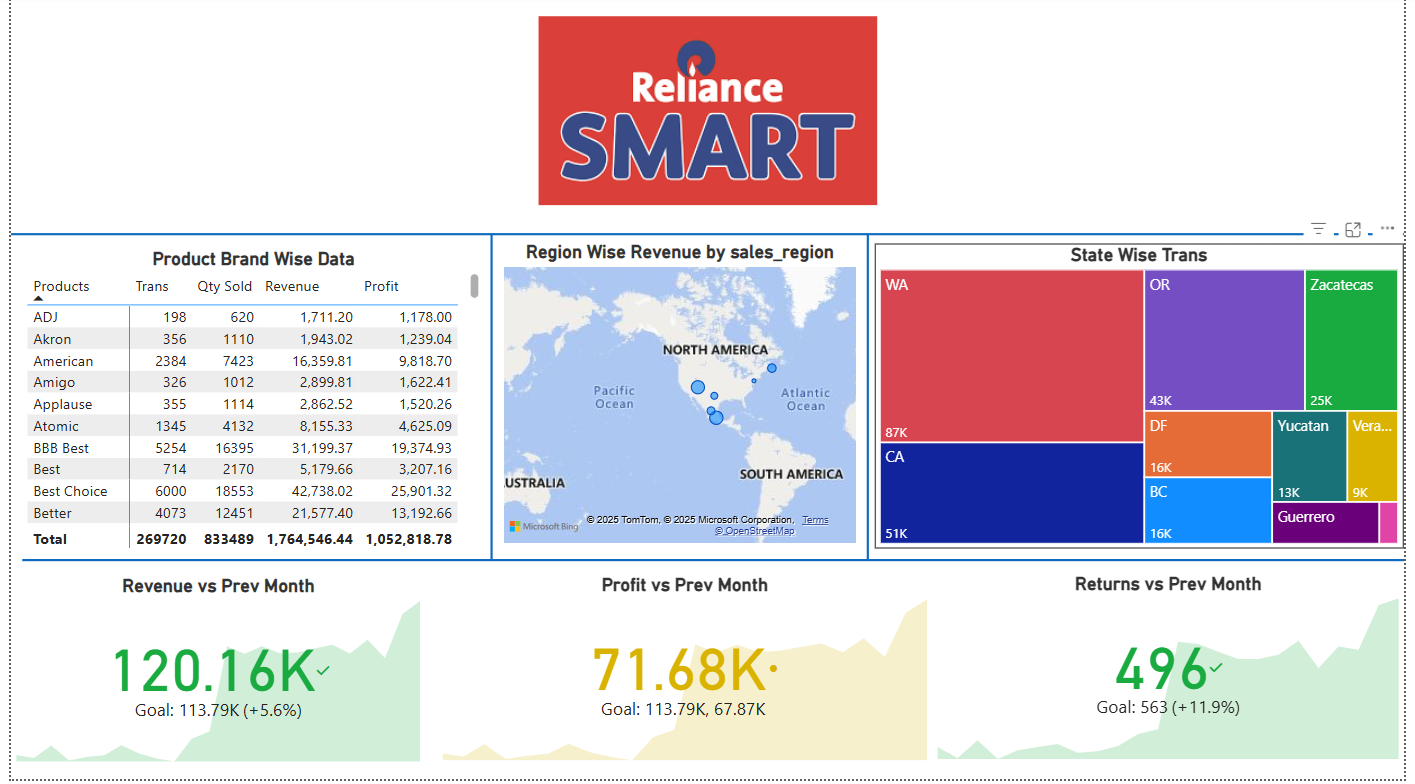 Reliance
SMART
Product Brand Wise Data
Products Trans Qty Sold Revenue Profit
ADJ 198 620 1,711.20 1,178.00
Akron 356 1110 1,943.02 1,239.04
American 2384 7423 16,359.81 9,818.70
Amigo 326 1012 2,899.81 1,622.41
Applause 355 1114 2,862.52 1,520.26
Atomic 1345 4132 8,155.33 4,625.09
BBB Best 5254 16395 31,199.37 19,374.93
Best 714 2170 5,179.66 3,207.16
Best Choice 6000 18553 42,738.02 25,901.32
Better 4073 12451 21,577.40 13,192.66
Total 269720 833489 1,764,546.44 1,052,818.78
Region Wise Revenue by sales_region
NORTH AMERICA
Pacific
Ocean
Atlantic
Ocean
SOUTH AMERICA
USTRALIA
Microsoft Bing
© 2025 TomTom, © 2025 Microsoft Corporation, Terms
© OpenStreetMap
State Wise Trans
WA
87K
CA
51K
OR
43K
Zacatecas
25K
DF
16K
BC
16K
Yucatan
13K
Vera...
9K
Guerrero
Revenue vs Prev Month
120.16K
Goal: 113.79K (+5.6%)
Profit vs Prev Month
71.68K
Goal: 113.79K, 67.87K
Returns vs Prev Month
496
Goal: 563 (+11.9%)